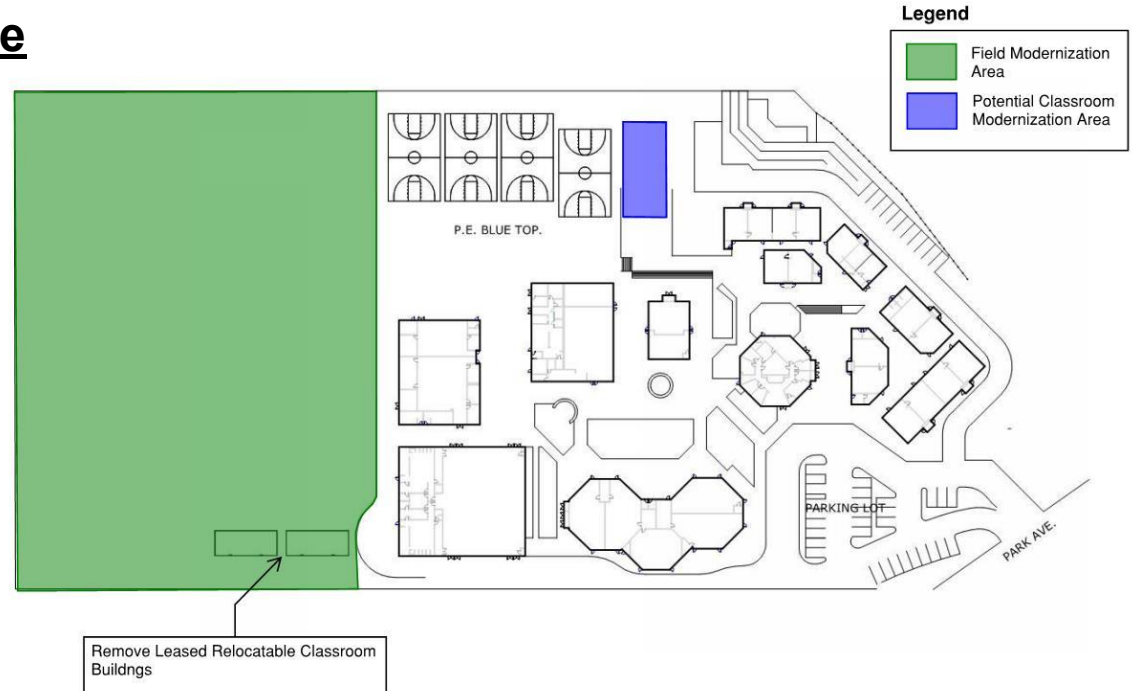 e
Legend
Field Modernization
Area
Potential Classroom
Modernization Area
P.E. BLUE TOP.
PARKING LOT
PARK AVE.
Remove Leased Relocatable Classroom
Buildngs